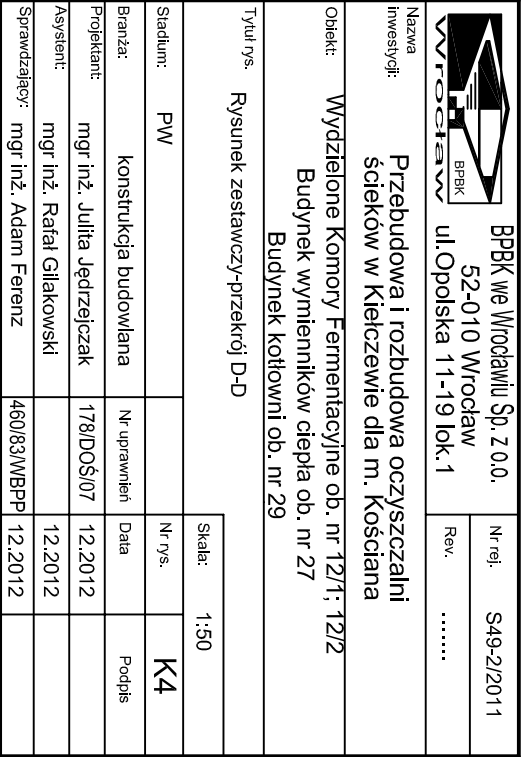 BPBK
Wrocław
BPBK we Wrocławiu Sp. z o.o.
52-010 Wrocław
ul.Opolska 11-19 lok.1
Nr rej. S49-2/2011
Rev. .......
Nazwa
inwestycji:
Przebudowa i rozbudowa oczyszczalni
ścieków w Kiełczewie dla m. Kościana
Obiekt: Wydzielone Komory Fermentacyjne ob. nr 12/1; 12/2
Budynek wymienników ciepła ob. nr 27
Budynek kotłowni ob. nr 29
Tytuł rys. Rysunek zestawczy-przekrój D-D
Skala: 1:50
Stadium: PW Nr rys. K4
Branża: konstrukcja budowlana Nr uprawnień Data Podpis
Projektant: mgr inż. Julita Jędrzejczak 178/DOŚ/07 12.2012
Asystent: mgr inż. Rafał Gilakowski 12.2012
Sprawdzający: mgr inż. Adam Ferenz 460/83/WBPP 12.2012